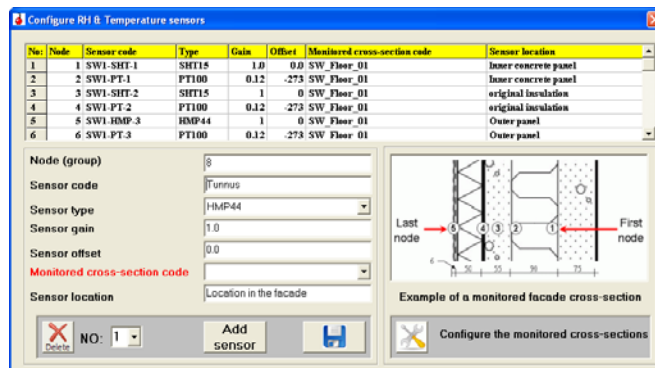 Configure RH & Temperature sensors
No: Node Sensor code Type Gain Offset Monitored cross-section code Sensor location
1 1 SW1-SHT-1 SHT15 1.0 0.0 SW_Floor_01 Inner concrete panel
2 2 SW1-PT-1 PT100 0.12 -273 SW_Floor_01 Inner concrete panel
3 3 SW1-SHT-2 SHT15 1 0 SW_Floor_01 original insulation
4 4 SW1-PT-2 PT100 0.12 -273 SW_Floor_01 original insulation
5 5 SW1-HMP-3 HMP44 1 0 SW_Floor_01 Outer panel
6 6 SW1-PT-3 PT100 0.12 -273 SW_Floor_01 Outer panel
Node (group) 8
Sensor code Tunnus
Sensor type HMP44
Sensor gain 1.0
Sensor offset 0.0
Monitored cross-section code
Sensor location Location in the facade
Delete NO: 1 Add sensor
Last node 5 4 3 2 1 First node
6 50 55 90 75
Example of a monitored facade cross-section
Configure the monitored cross-sections